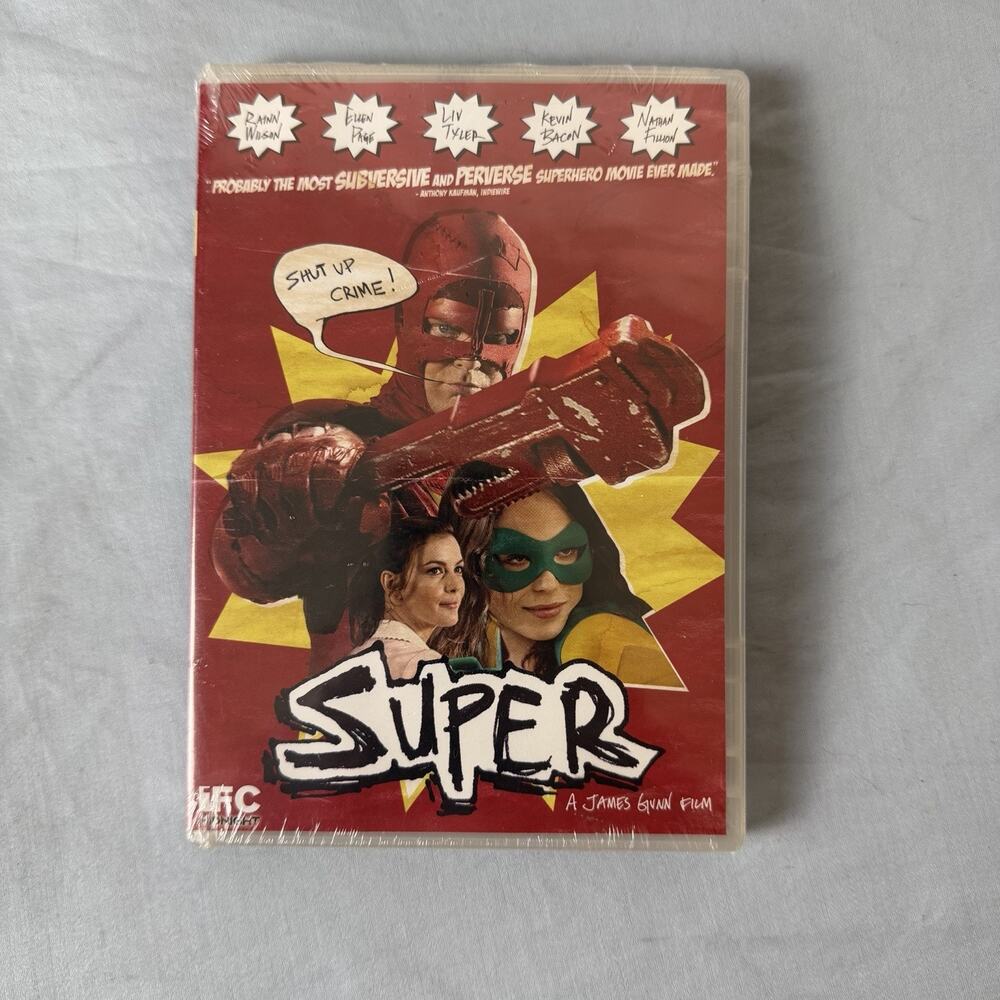 RAINN
WILSON
ELLEN
PAGE
LIV
TYLER
KEVIN
BACON
NATHAN
FILLION
"PROBABLY THE MOST SUBVERSIVE AND PERVERSE SUPERHERO MOVIE EVER MADE."
- ANTHONY KAUFMAN, INDIEWIRE
SHUT UP
CRIME!
SUPER
A JAMES GUNN FILM
IFC
MIDNIGHT